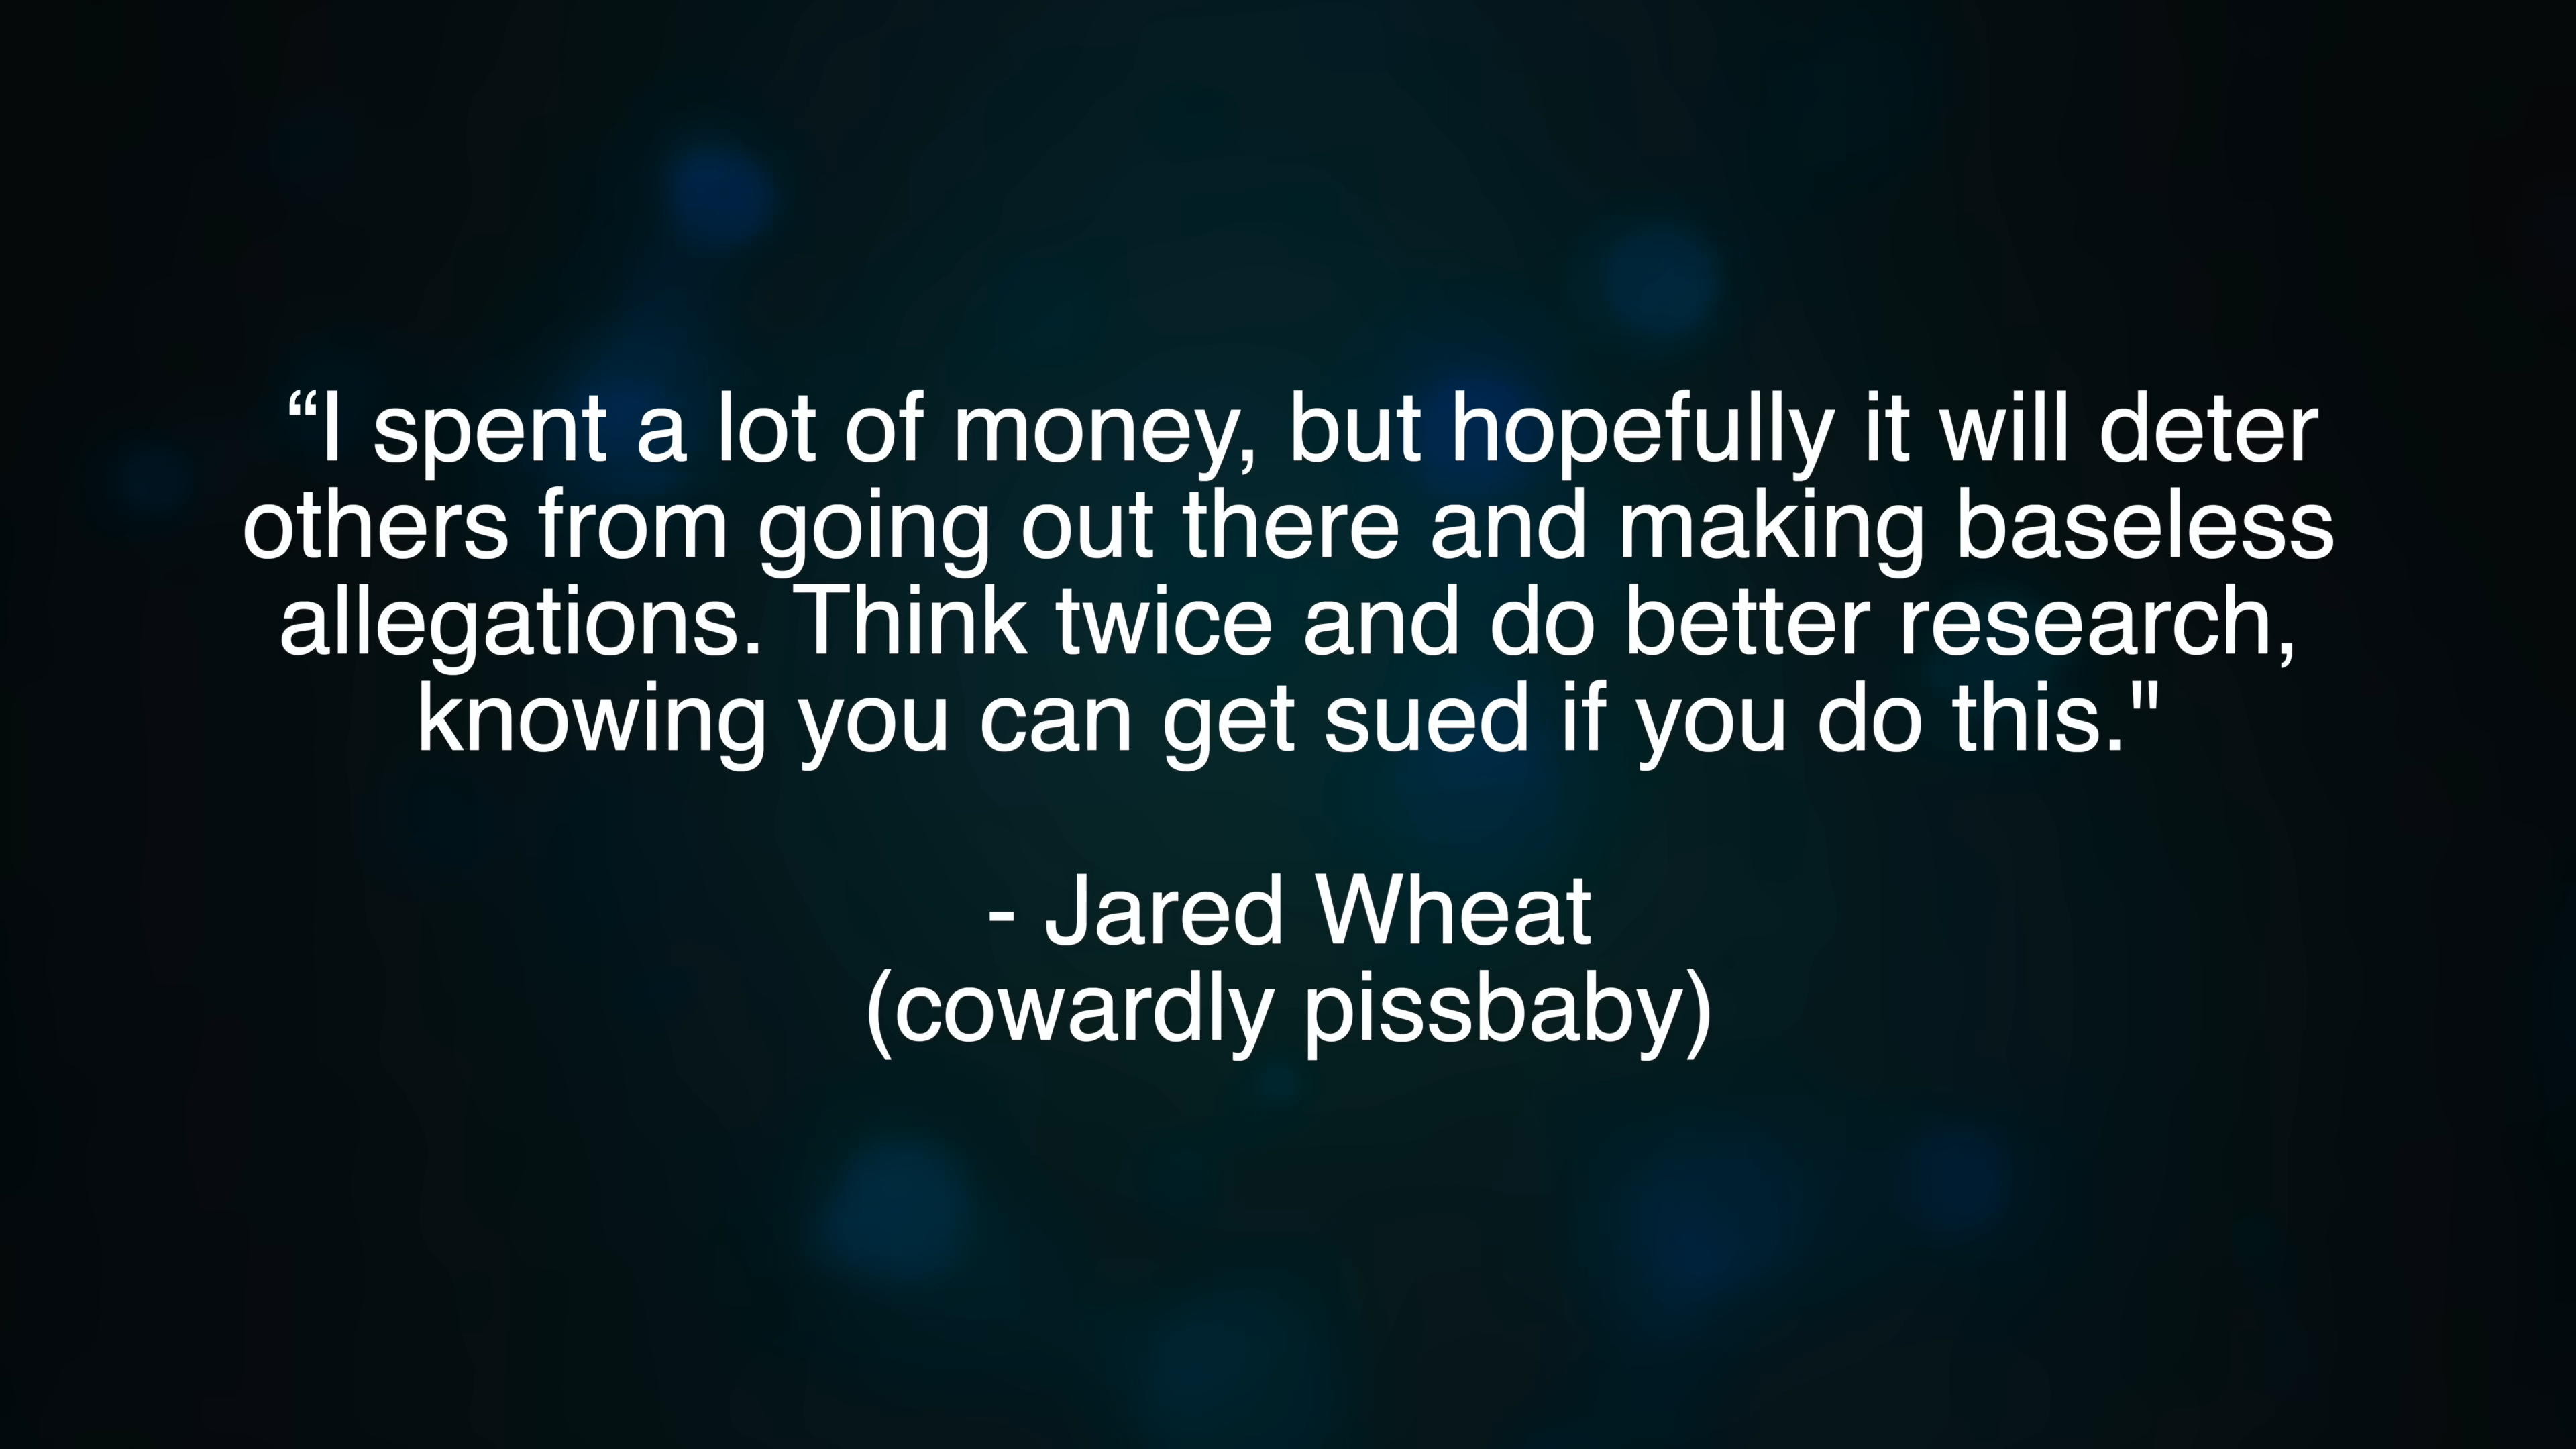 “I spent a lot of money, but hopefully it will deter
others from going out there and making baseless
allegations. Think twice and do better research,
knowing you can get sued if you do this."
- Jared Wheat
(cowardly pissbaby)